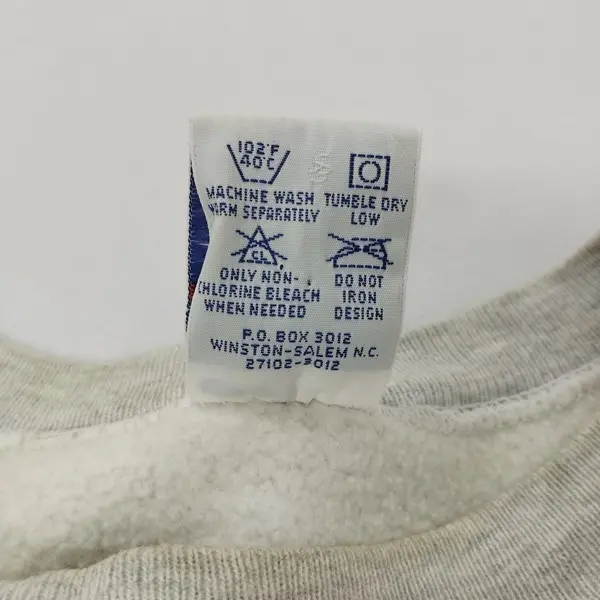 102°F
40°C
MACHINE WASH
WARM SEPARATELY
TUMBLE DRY
LOW
CL
ONLY NON-
CHLORINE BLEACH
WHEN NEEDED
DO NOT
IRON
DESIGN
P.O. BOX 3012
WINSTON-SALEM N.C.
27102-3012